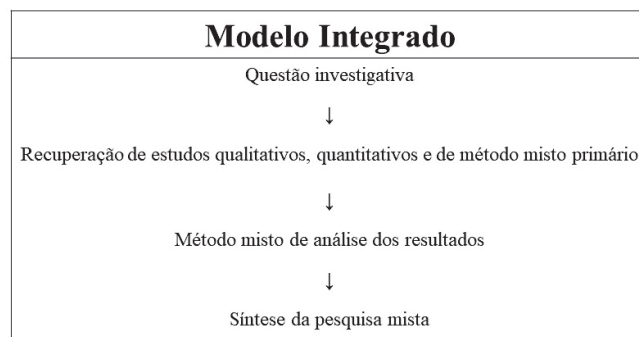 Modelo Integrado
Questão investigativa
↓
Recuperação de estudos qualitativos, quantitativos e de método misto primário
↓
Método misto de análise dos resultados
↓
Síntese da pesquisa mista